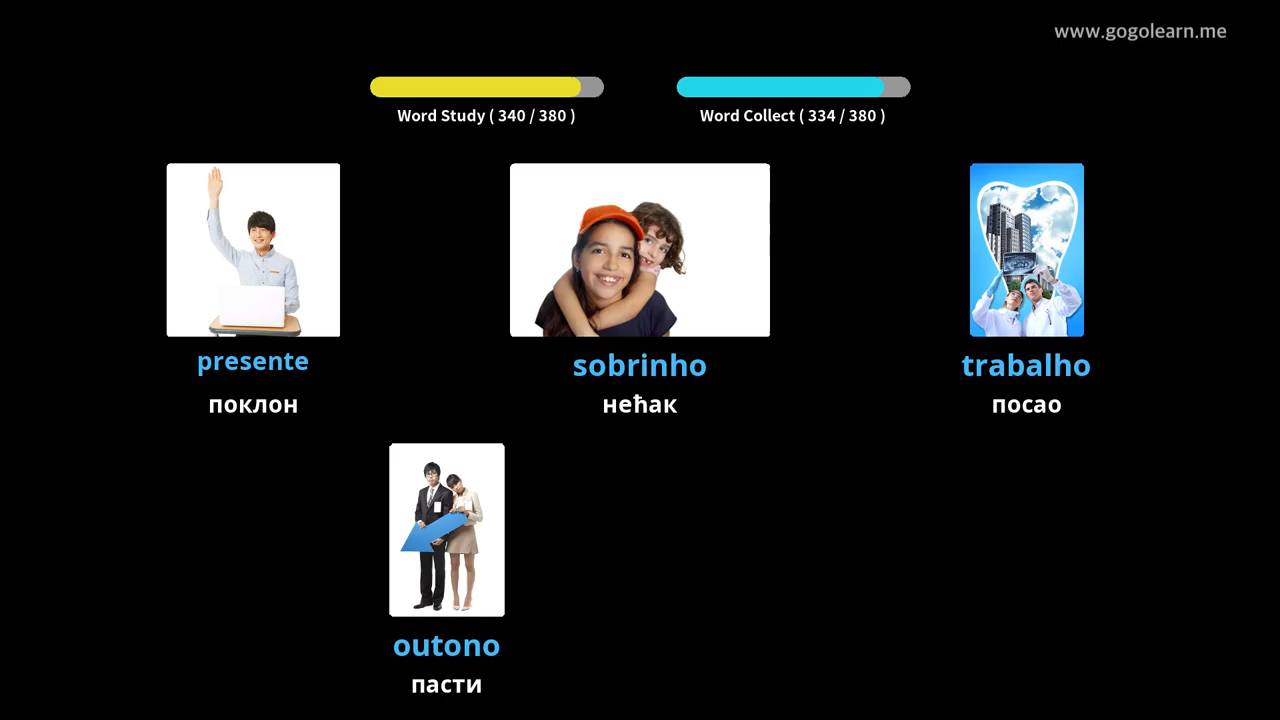 www.gogolearn.me
Word Study ( 340 / 380 )
Word Collect ( 334 / 380 )
presente
поклон
sobrinho
нећак
trabalho
посао
outono
пасти